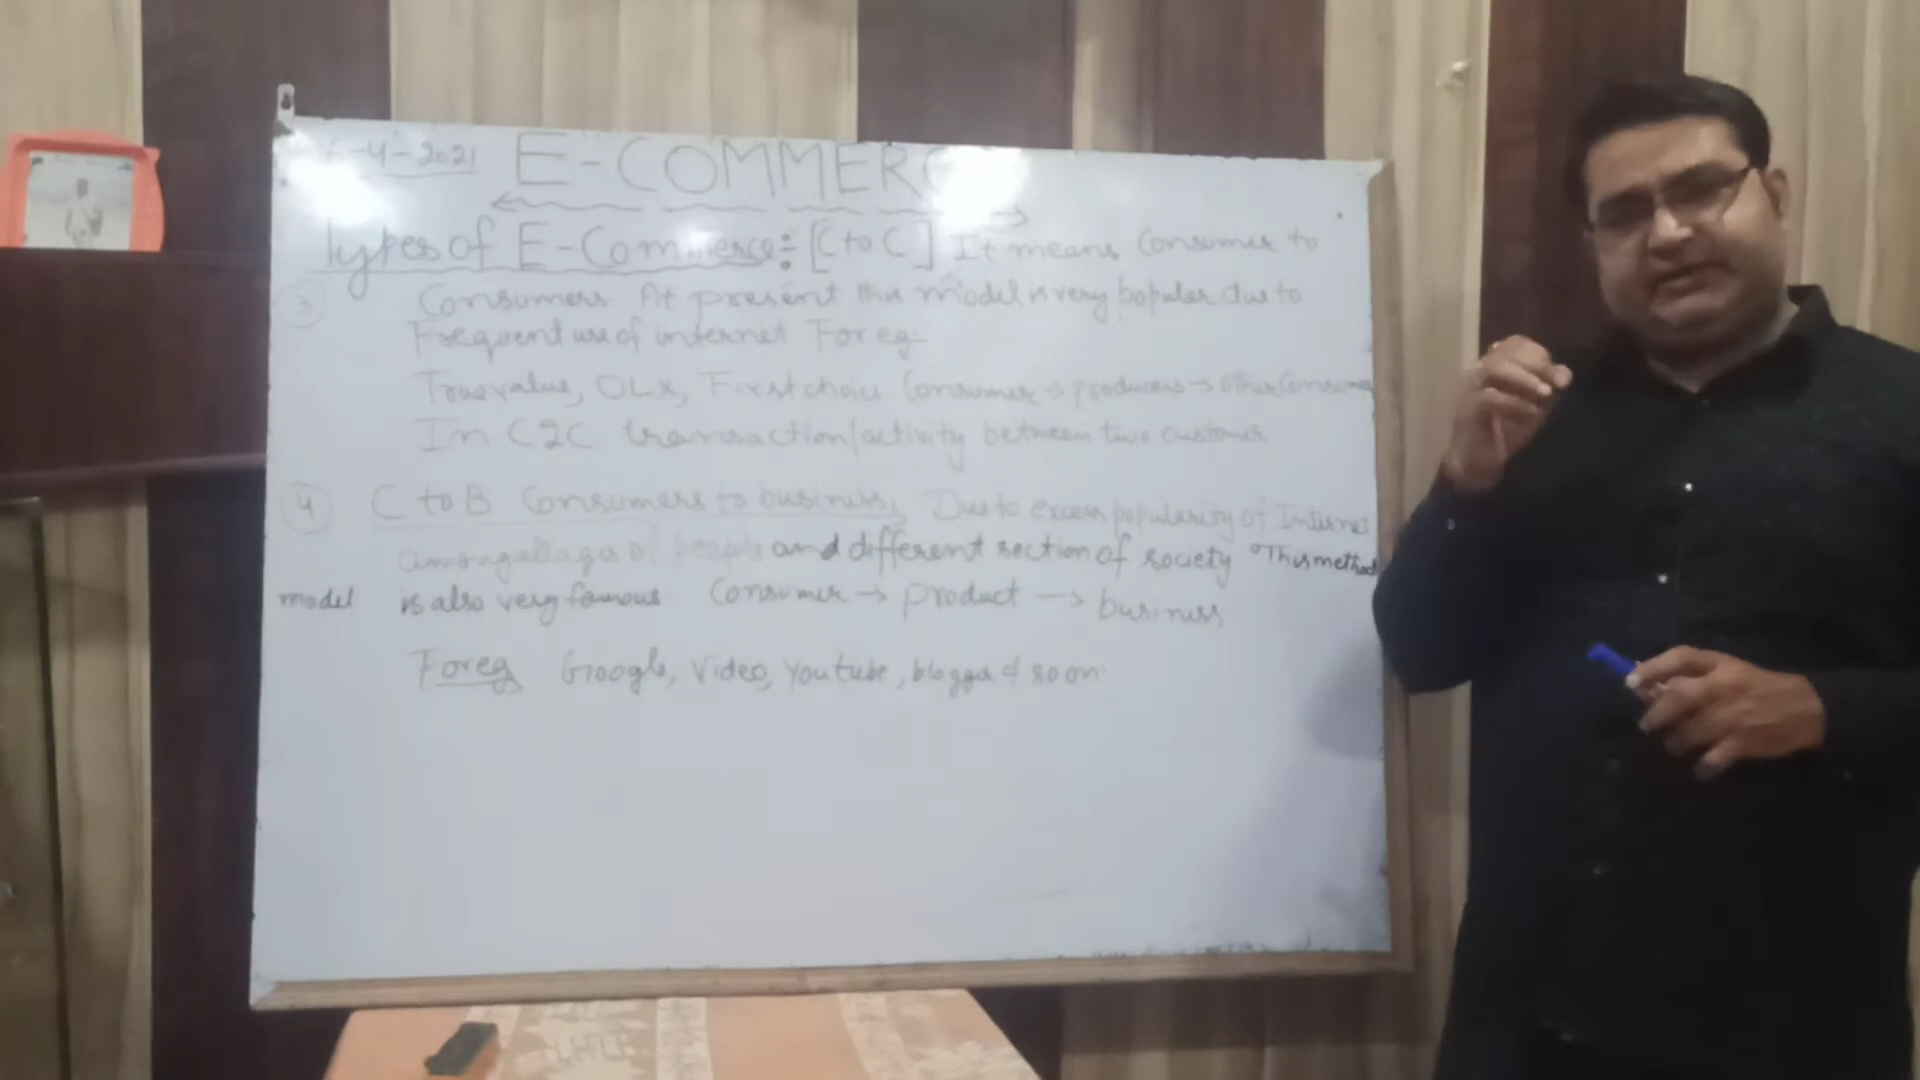 6-4-2021 E-COMMERC
Types of E-Commerce:- [C to C] It means Consumer to
③ Consumers At present this model is very popular due to
Frequent use of internet For eg-
Truevalue, OLX, Firstchoice Consumer → producers → other Consumer
In C2C transaction/activity between two customer
④ C to B Consumers to business, Due to excess popularity of Internet
among all ages of people and different section of society This method
model is also very famous Consumer → product → business
For eg Google, Video, Youtube, blogger & so on